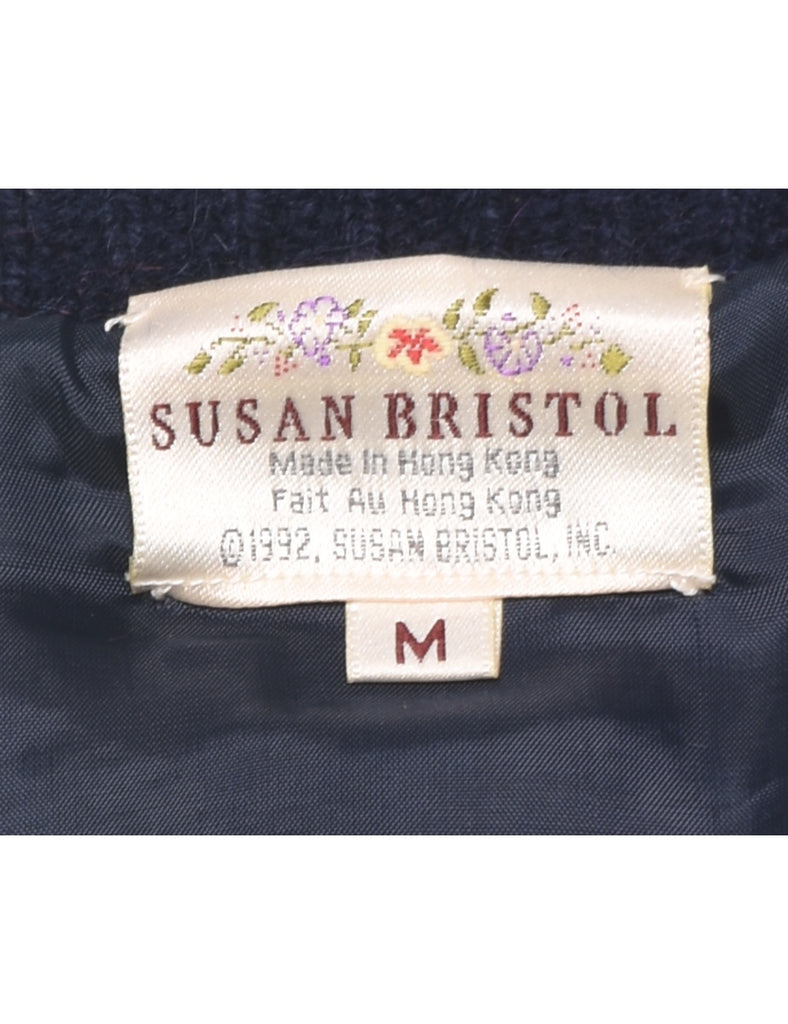 SUSAN BRISTOL
Made In Hong Kong
Fait Au Hong Kong
©1992, SUSAN BRISTOL, INC.
M